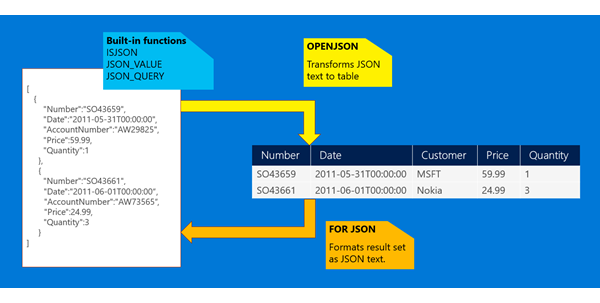 Built-in functions
ISJSON
JSON_VALUE
JSON_QUERY
OPENJSON
Transforms JSON
text to table
[
{
"Number":"SO43659",
"Date":"2011-05-31T00:00:00",
"AccountNumber":"AW29825",
"Price":59.99,
"Quantity":1
},
{
"Number":"SO43661",
"Date":"2011-06-01T00:00:00",
"AccountNumber":"AW73565",
"Price":24.99,
"Quantity":3
}
]
Number Date Customer Price Quantity
SO43659 2011-05-31T00:00:00 MSFT 59.99 1
SO43661 2011-06-01T00:00:00 Nokia 24.99 3
FOR JSON
Formats result set
as JSON text.